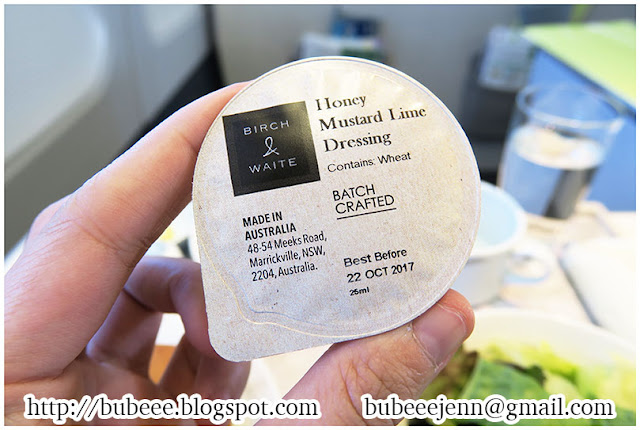 BIRCH
&
WAITE
Honey
Mustard Lime
Dressing
Contains: Wheat
BATCH
CRAFTED
MADE IN
AUSTRALIA
48-54 Meeks Road,
Marrickville, NSW,
2204, Australia.
Best Before
22 OCT 2017
25ml
http://bubeee.blogspot.com
bubeeejenn@gmail.com